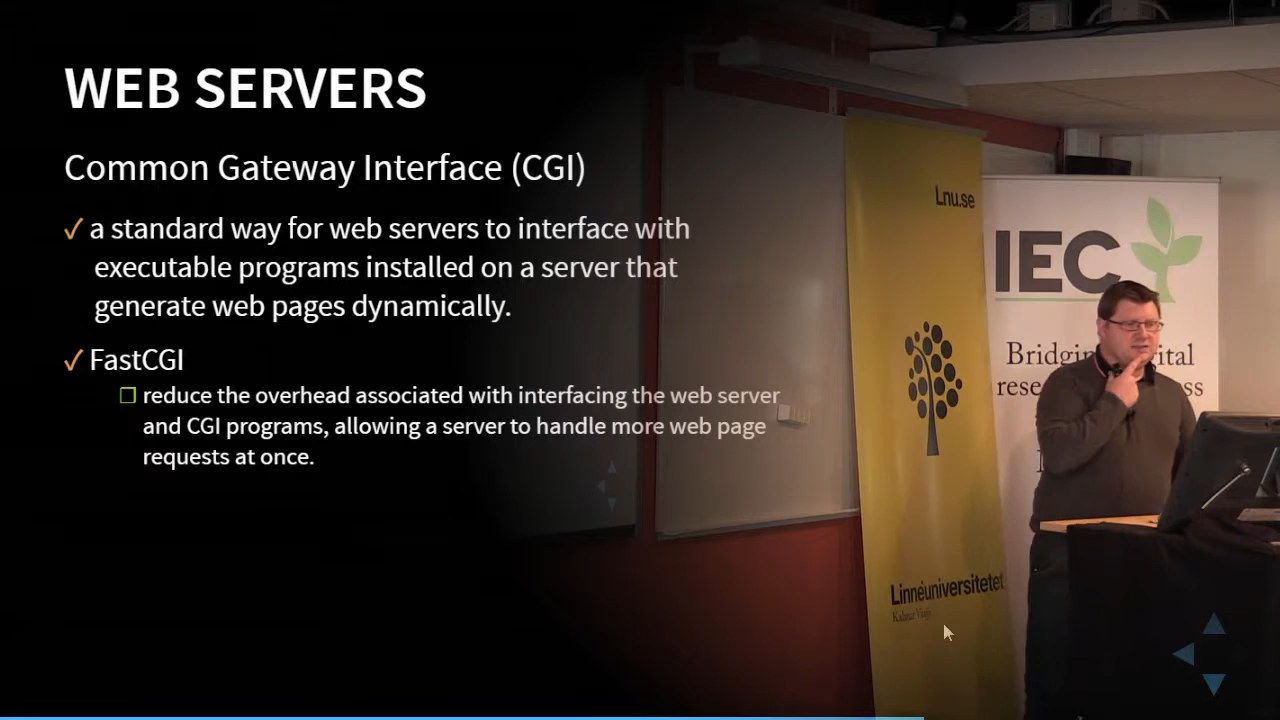 WEB SERVERS
Common Gateway Interface (CGI)
✓ a standard way for web servers to interface with
executable programs installed on a server that
generate web pages dynamically.
✓ FastCGI
❐ reduce the overhead associated with interfacing the web server
and CGI programs, allowing a server to handle more web page
requests at once.
Lnu.se
IEC
Linnéuniversitetet
Kalmar Växjö